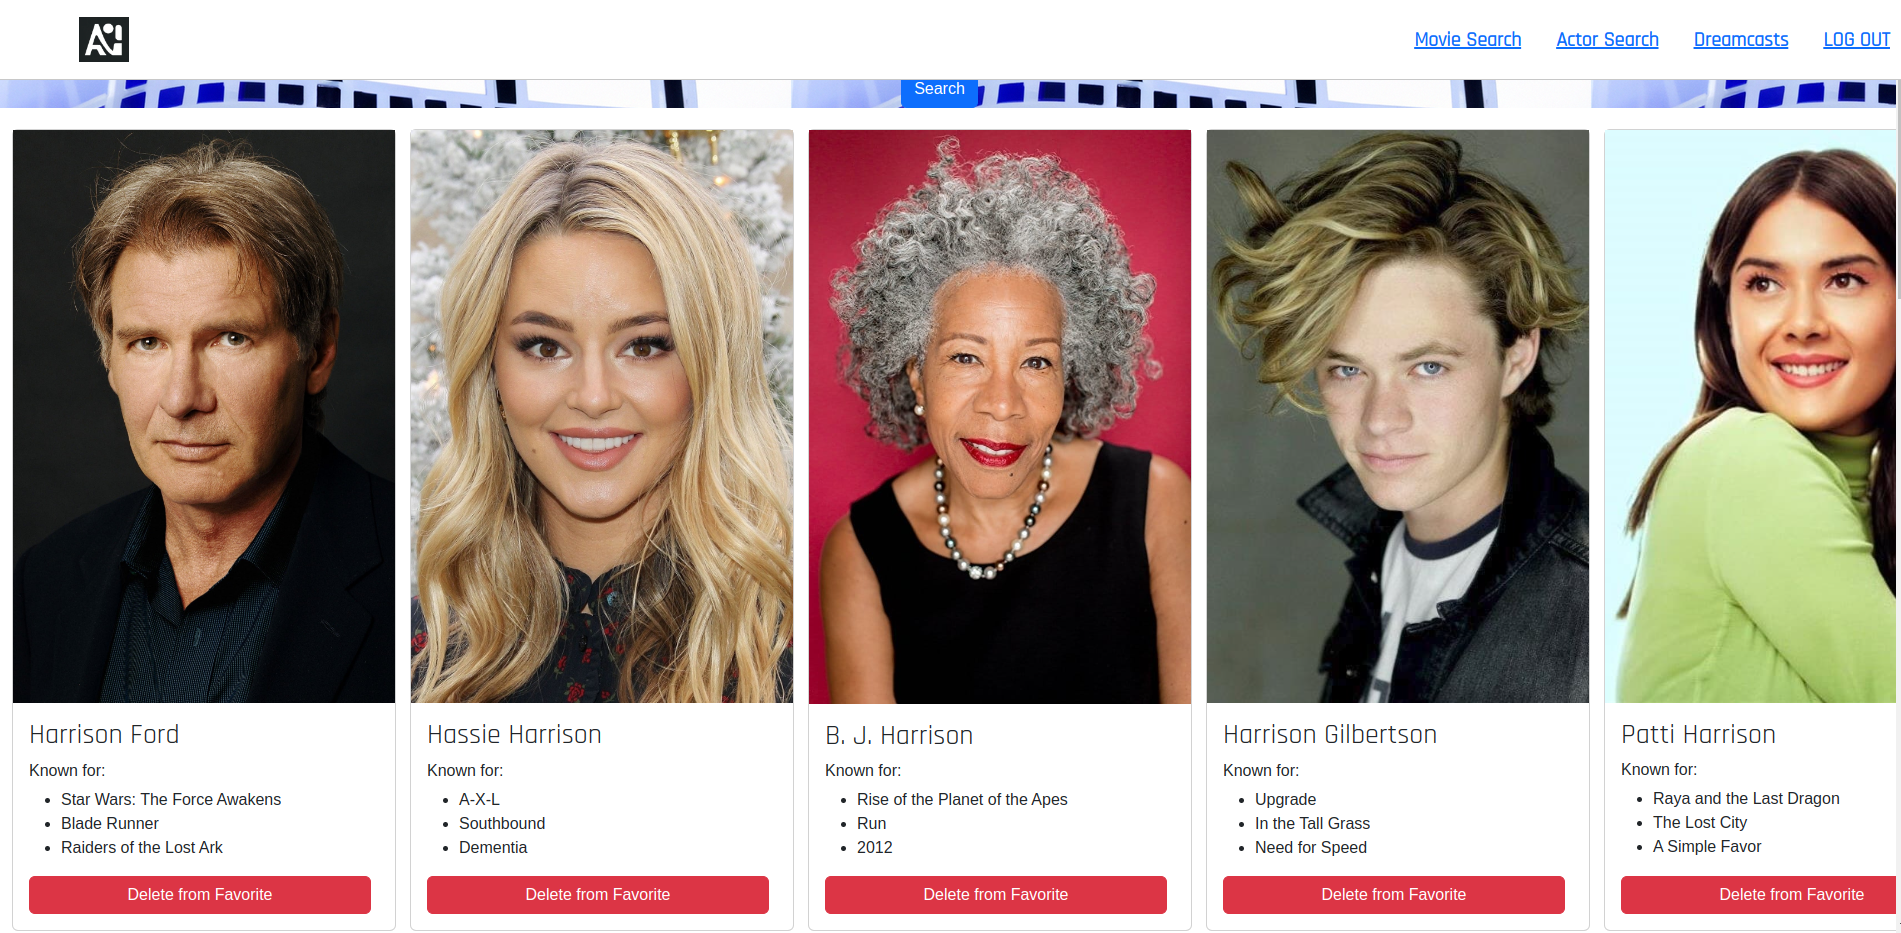 Movie Search
Actor Search
Dreamcasts
LOG OUT
Search
Harrison Ford
Known for:
Star Wars: The Force Awakens
Blade Runner
Raiders of the Lost Ark
Delete from Favorite
Hassie Harrison
Known for:
A-X-L
Southbound
Dementia
Delete from Favorite
B. J. Harrison
Known for:
Rise of the Planet of the Apes
Run
2012
Delete from Favorite
Harrison Gilbertson
Known for:
Upgrade
In the Tall Grass
Need for Speed
Delete from Favorite
Patti Harrison
Known for:
Raya and the Last Dragon
The Lost City
A Simple Favor
Delete from Favorite